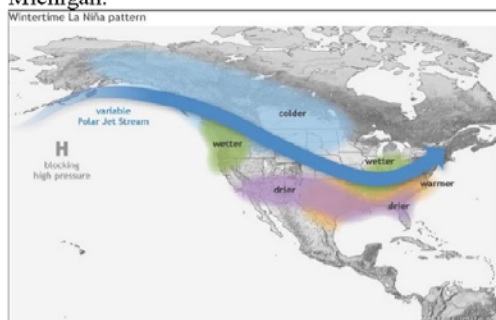 Michigan.
Wintertime La Niña pattern
variable
Polar Jet Stream
colder
H
blocking
high pressure
wetter
wetter
warmer
drier
drier